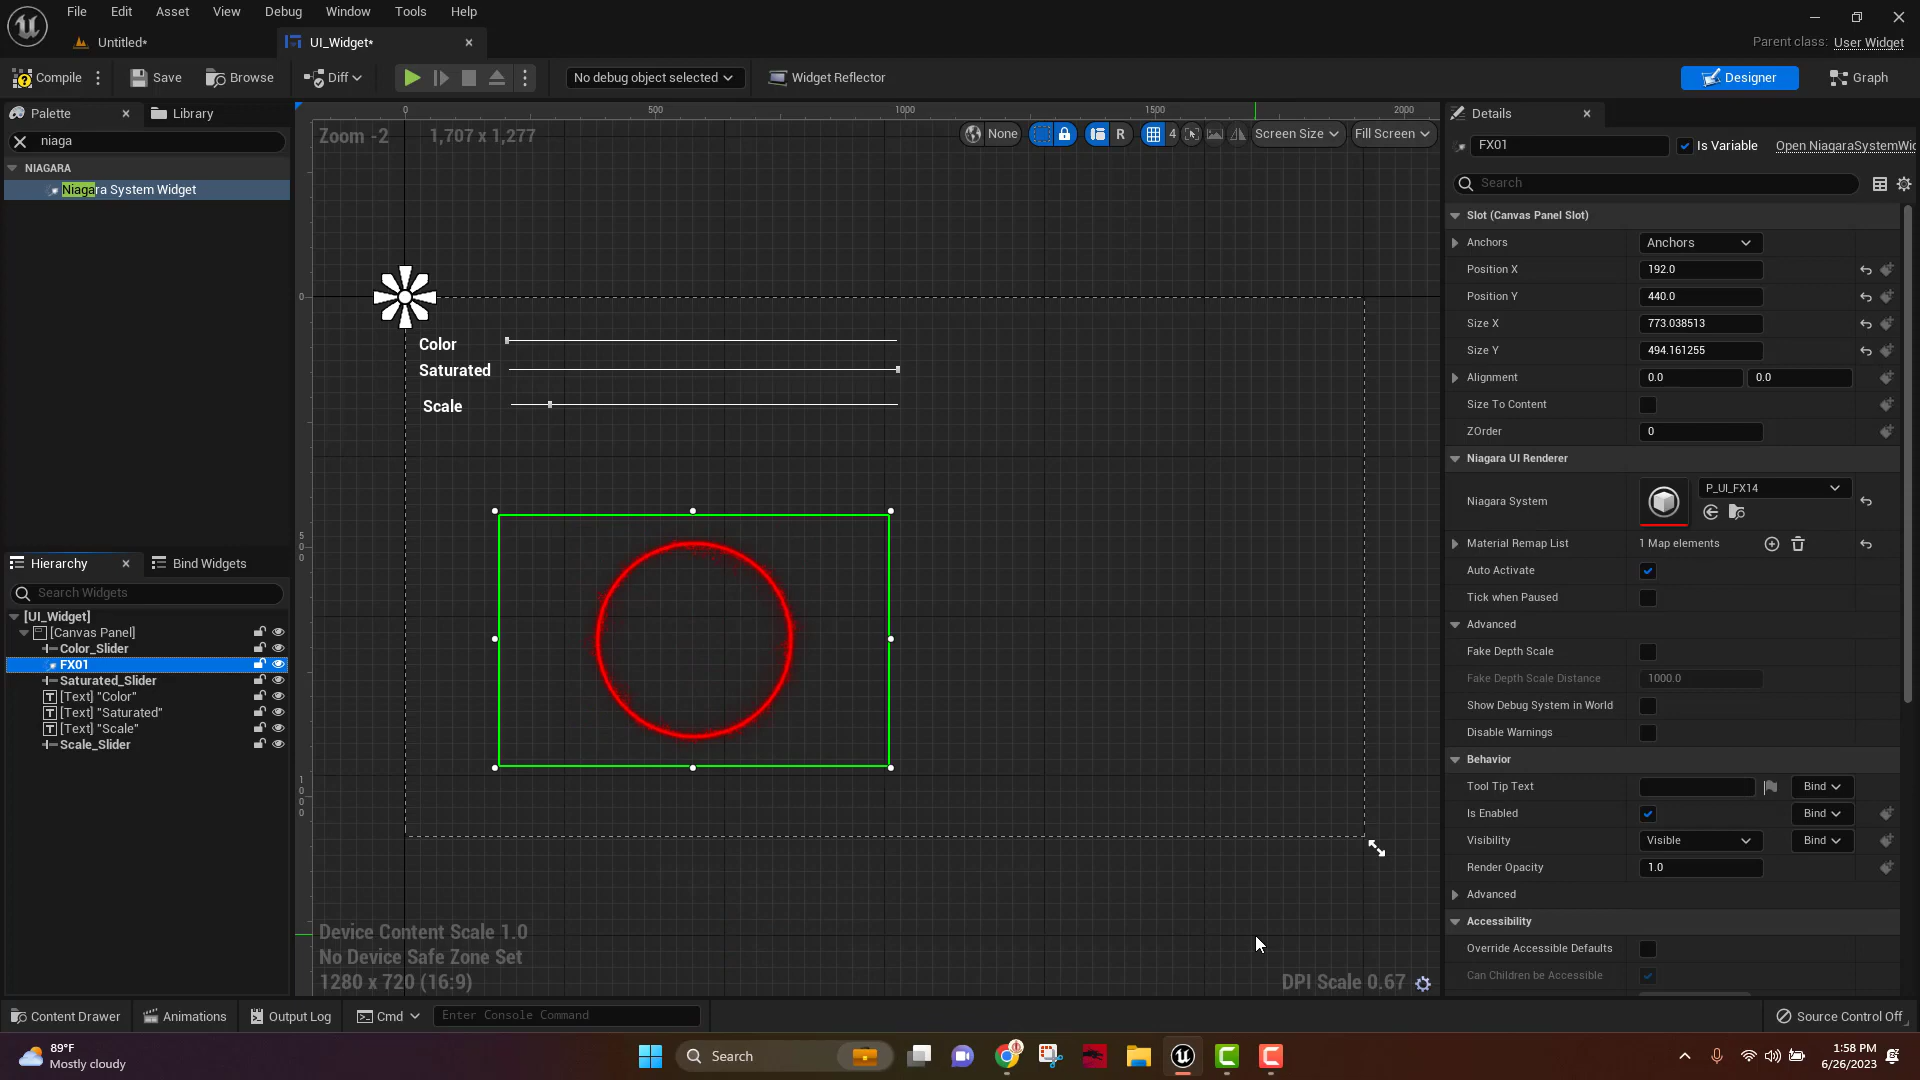 File Edit Asset View Debug Window Tools Help
Untitled* UI_Widget*
Parent class: User Widget
Compile Save Browse Diff No debug object selected Widget Reflector Designer Graph
Palette Library
niaga
NIAGARA
Niagara System Widget
Hierarchy Bind Widgets
Search Widgets
[UI_Widget]
[Canvas Panel]
Color_Slider
FX01
Saturated_Slider
[Text] "Color"
[Text] "Saturated"
[Text] "Scale"
Scale_Slider
0 500 1000 1500 2000
Zoom -2 1,707 x 1,277
None R 4 Screen Size Fill Screen
0
500
1000
Color
Saturated
Scale
Device Content Scale 1.0
No Device Safe Zone Set
1280 x 720 (16:9)
DPI Scale 0.67
Details
FX01 Is Variable Open NiagaraSystemWic
Search
Slot (Canvas Panel Slot)
Anchors Anchors
Position X 192.0
Position Y 440.0
Size X 773.038513
Size Y 494.161255
Alignment 0.0 0.0
Size To Content
ZOrder 0
Niagara UI Renderer
Niagara System P_UI_FX14
Material Remap List 1 Map elements
Auto Activate
Tick when Paused
Advanced
Fake Depth Scale
Fake Depth Scale Distance 1000.0
Show Debug System in World
Disable Warnings
Behavior
Tool Tip Text Bind
Is Enabled Bind
Visibility Visible Bind
Render Opacity 1.0
Advanced
Accessibility
Override Accessible Defaults
Can Children be Accessible
Content Drawer Animations Output Log Cmd Enter Console Command Source Control Off
89°F
Mostly cloudy
Search
1:58 PM
6/26/2023